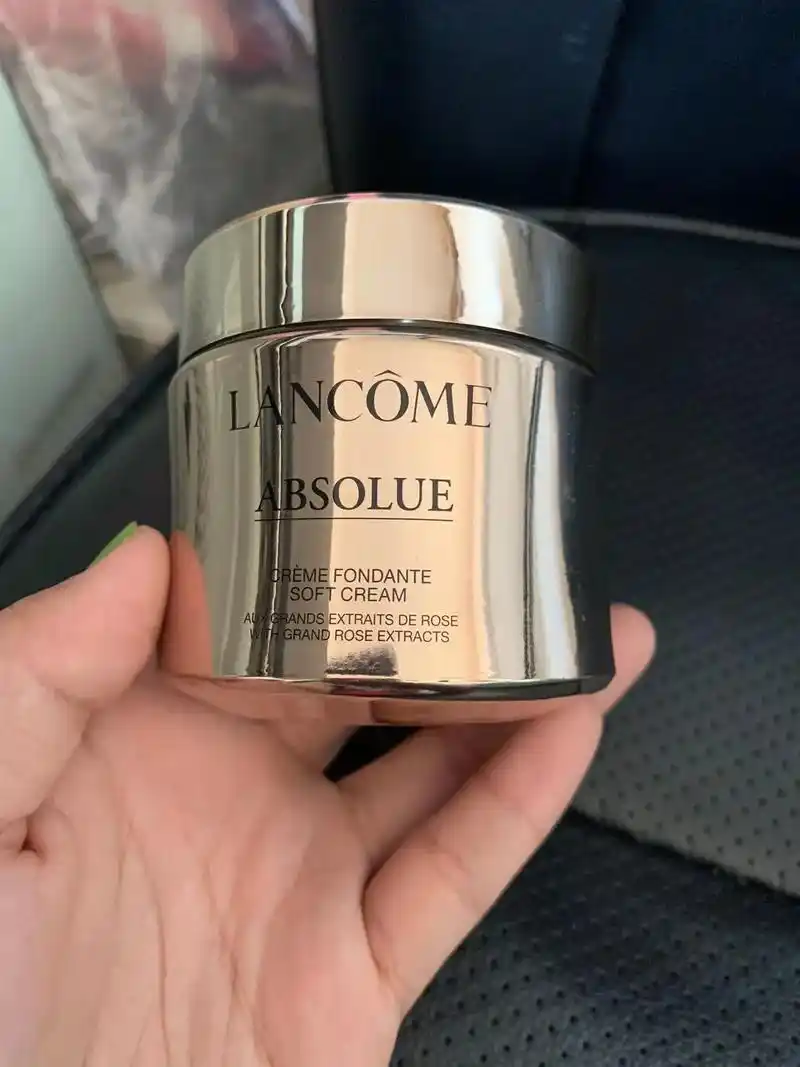 LANCÔME
ABSOLUE
CRÈME FONDANTE
SOFT CREAM
AUX GRANDS EXTRAITS DE ROSE
WITH GRAND ROSE EXTRACTS